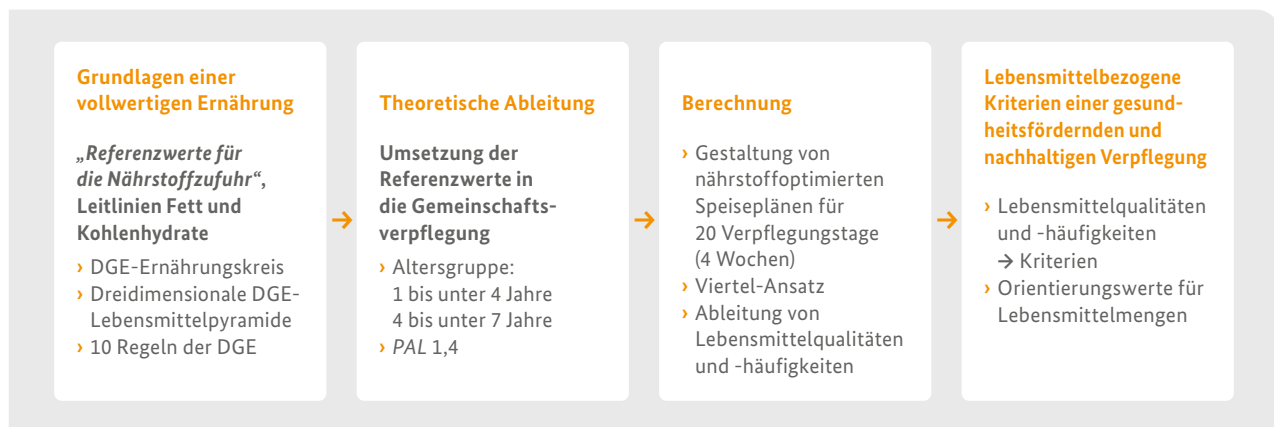 Grundlagen einer
vollwertigen Ernährung
„Referenzwerte für
die Nährstoffzufuhr“,
Leitlinien Fett und
Kohlenhydrate
› DGE-Ernährungskreis
› Dreidimensionale DGE-
Lebensmittelpyramide
› 10 Regeln der DGE
→
Theoretische Ableitung
Umsetzung der
Referenzwerte in
die Gemeinschafts-
verpflegung
› Altersgruppe:
1 bis unter 4 Jahre
4 bis unter 7 Jahre
› PAL 1,4
→
Berechnung
› Gestaltung von
nährstoffoptimierten
Speiseplänen für
20 Verpflegungstage
(4 Wochen)
› Viertel-Ansatz
› Ableitung von
Lebensmittelqualitäten
und -häufigkeiten
→
Lebensmittelbezogene
Kriterien einer gesund-
heitsfördernden und
nachhaltigen Verpflegung
› Lebensmittelqualitäten
und -häufigkeiten
→ Kriterien
› Orientierungswerte für
Lebensmittelmengen